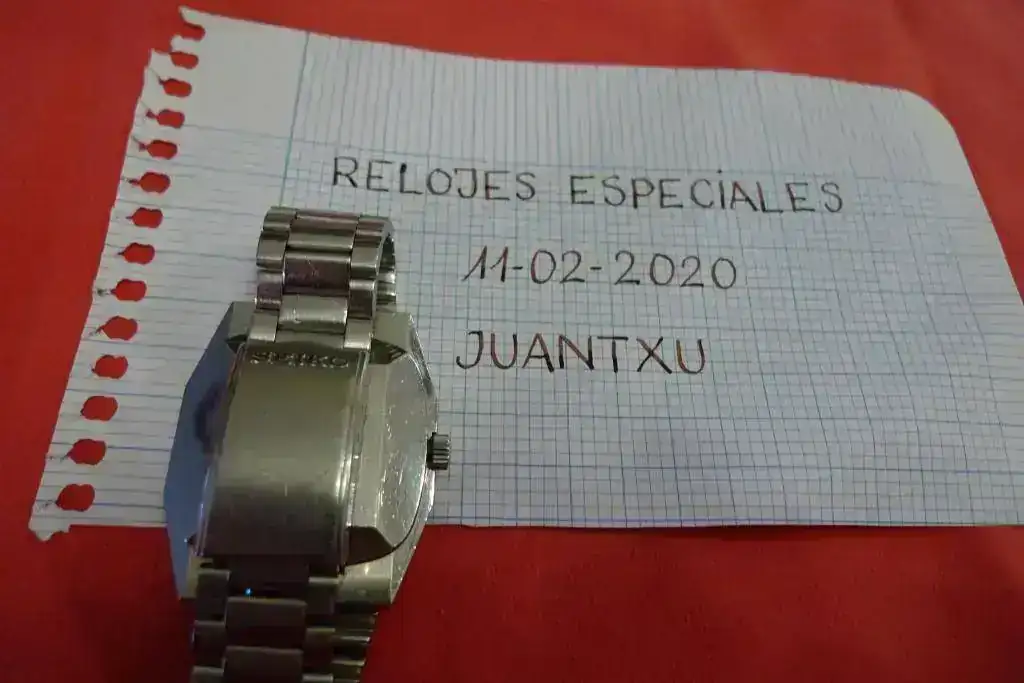 RELOJES ESPECIALES
11-02-2020
JUANTXU
SEIKO